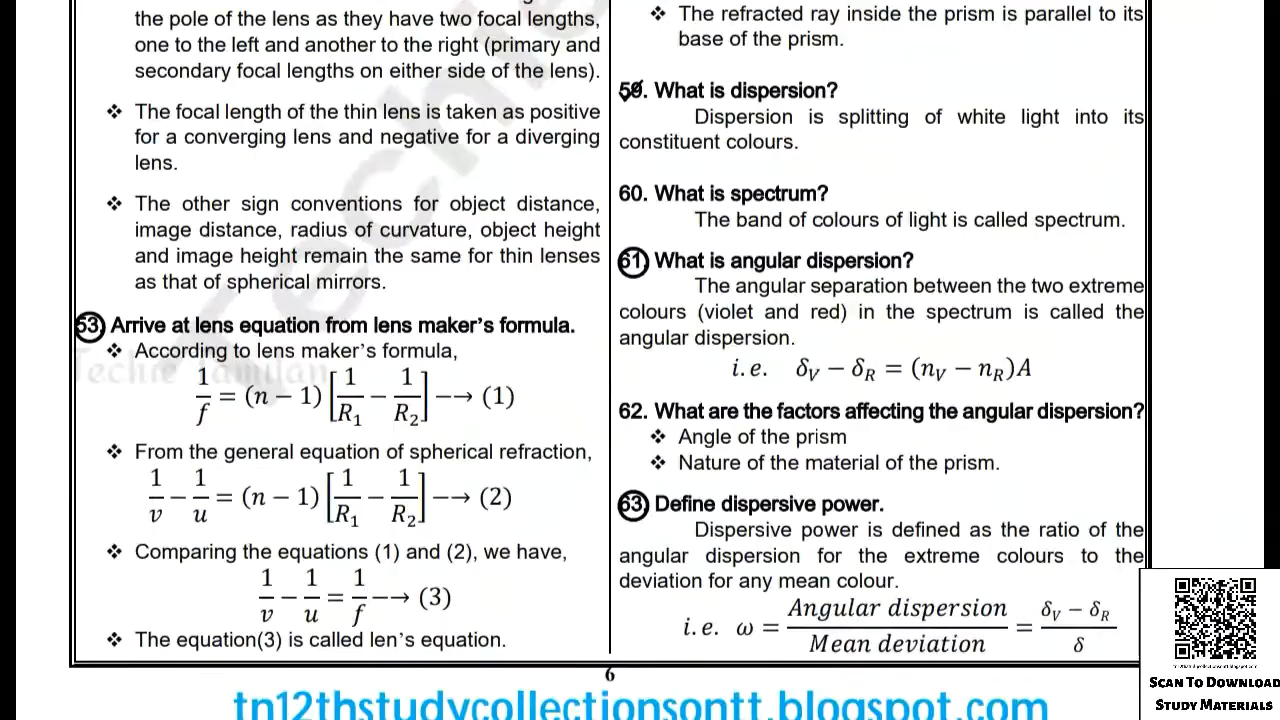 the pole of the lens as they have two focal lengths,
one to the left and another to the right (primary and
secondary focal lengths on either side of the lens).
❖ The focal length of the thin lens is taken as positive
for a converging lens and negative for a diverging
lens.
❖ The other sign conventions for object distance,
image distance, radius of curvature, object height
and image height remain the same for thin lenses
as that of spherical mirrors.
53) Arrive at lens equation from lens maker's formula.
❖ According to lens maker's formula,
1/f = (n − 1) [1/R₁ − 1/R₂] ⟶ (1)
❖ From the general equation of spherical refraction,
1/v − 1/u = (n − 1) [1/R₁ − 1/R₂] ⟶ (2)
❖ Comparing the equations (1) and (2), we have,
1/v − 1/u = 1/f ⟶ (3)
❖ The equation(3) is called len's equation.
❖ The refracted ray inside the prism is parallel to its
base of the prism.
59. What is dispersion?
Dispersion is splitting of white light into its
constituent colours.
60. What is spectrum?
The band of colours of light is called spectrum.
61) What is angular dispersion?
The angular separation between the two extreme
colours (violet and red) in the spectrum is called the
angular dispersion.
i.e. δV − δR = (nV − nR)A
62. What are the factors affecting the angular dispersion?
❖ Angle of the prism
❖ Nature of the material of the prism.
63) Define dispersive power.
Dispersive power is defined as the ratio of the
angular dispersion for the extreme colours to the
deviation for any mean colour.
i.e. ω = Angular dispersion / Mean deviation = δV − δR / δ
6
tn12thstudycollectionsontt.blogspot.com
SCAN TO DOWNLOAD
STUDY MATERIALS